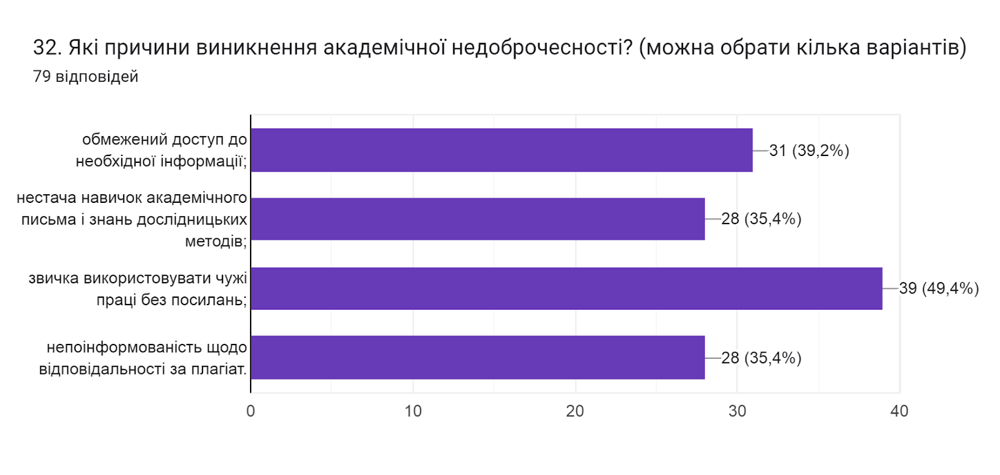 32. Які причини виникнення академічної недоброчесності? (можна обрати кілька варіантів)
79 відповідей
обмежений доступ до
необхідної інформації;
31 (39,2%)
нестача навичок академічного
письма і знань дослідницьких
методів;
28 (35,4%)
звичка використовувати чужі
праці без посилань;
39 (49,4%)
непоінформованість щодо
відповідальності за плагіат.
28 (35,4%)
0 10 20 30 40